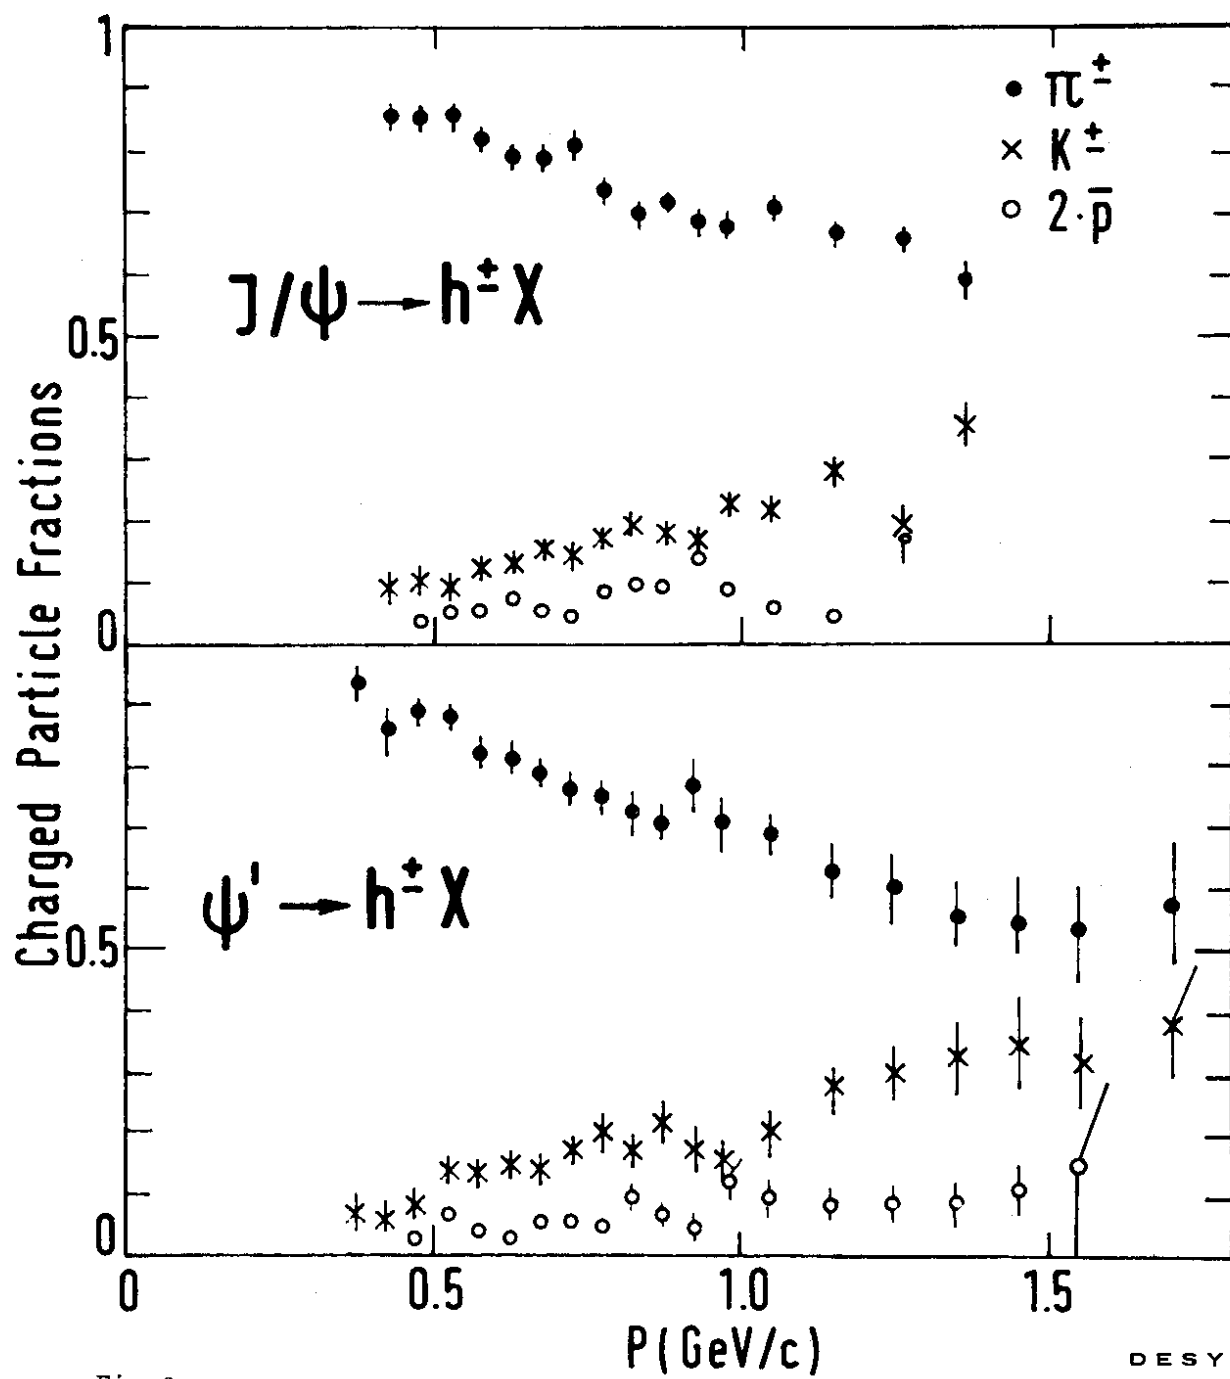 1
π±
K±
2·p̄
J/ψ → h± X
0.5
0
Charged Particle Fractions
ψ' → h± X
0.5
0
0 0.5 1.0 1.5
P(GeV/c)
DESY